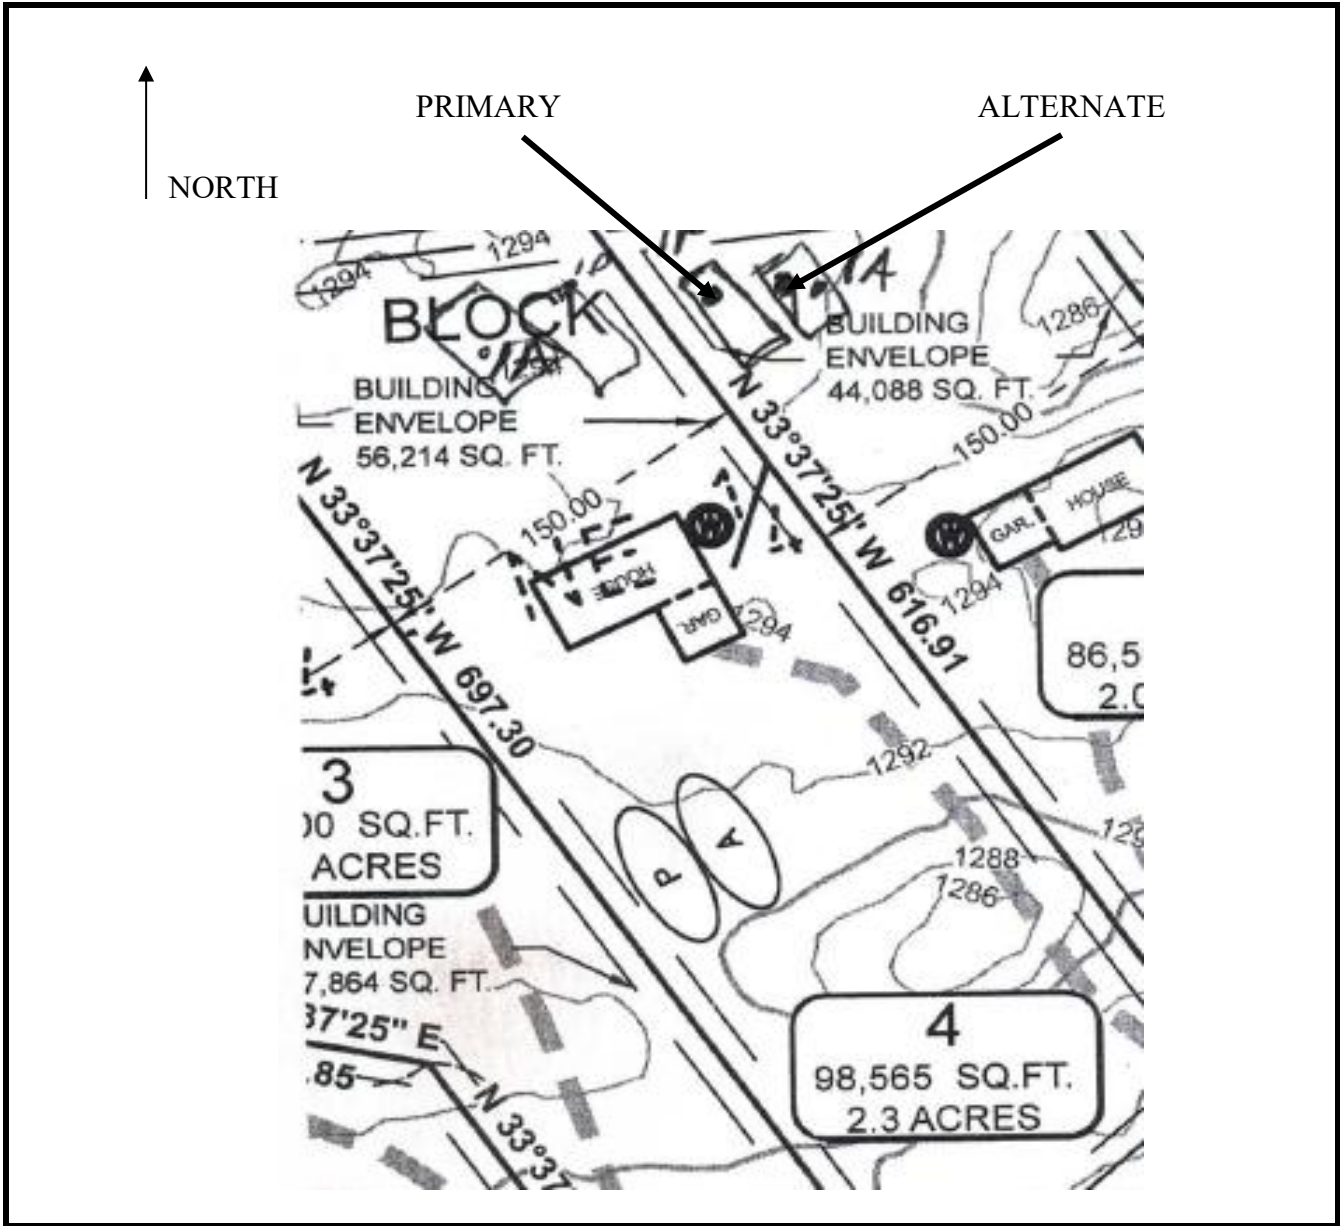 PRIMARY
ALTERNATE
NORTH
1294
1294
BLOCK
1A
BUILDING
ENVELOPE
56,214 SQ. FT.
1A
BUILDING
ENVELOPE
44,088 SQ. FT.
1286
N 33°37'25" W 616.91
150.00
150.00
N 33°37'25" W 697.30
W
HOUSE
GAR.
1294
W
GAR.
HOUSE
1294
86,5
2.0
1292
3
00 SQ.FT.
ACRES
P
A
1288
1286
UILDING
NVELOPE
7,864 SQ. FT.
37'25" E
.85
N 33°37
4
98,565 SQ.FT.
2.3 ACRES